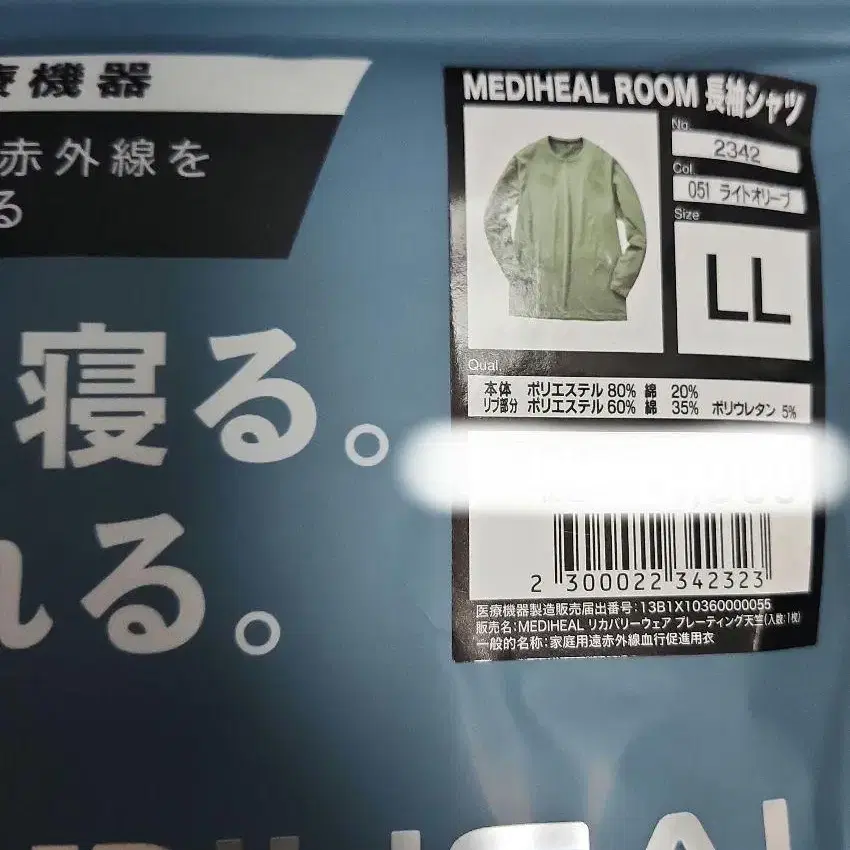 療機器
赤外線を
る
寝る。
れる。
MEDIHEAL ROOM 長袖シャツ
No.
2342
Col.
051 ライトオリーブ
Size
LL
Qual.
本体 ポリエステル 80% 綿 20%
リブ部分 ポリエステル 60% 綿 35% ポリウレタン 5%
2 300022 342323
医療機器製造販売届出番号:13B1X10360000055
販売名:MEDIHEAL リカバリーウェア プレーティング天竺(入数:1枚)
一般的名称:家庭用遠赤外線血行促進用衣